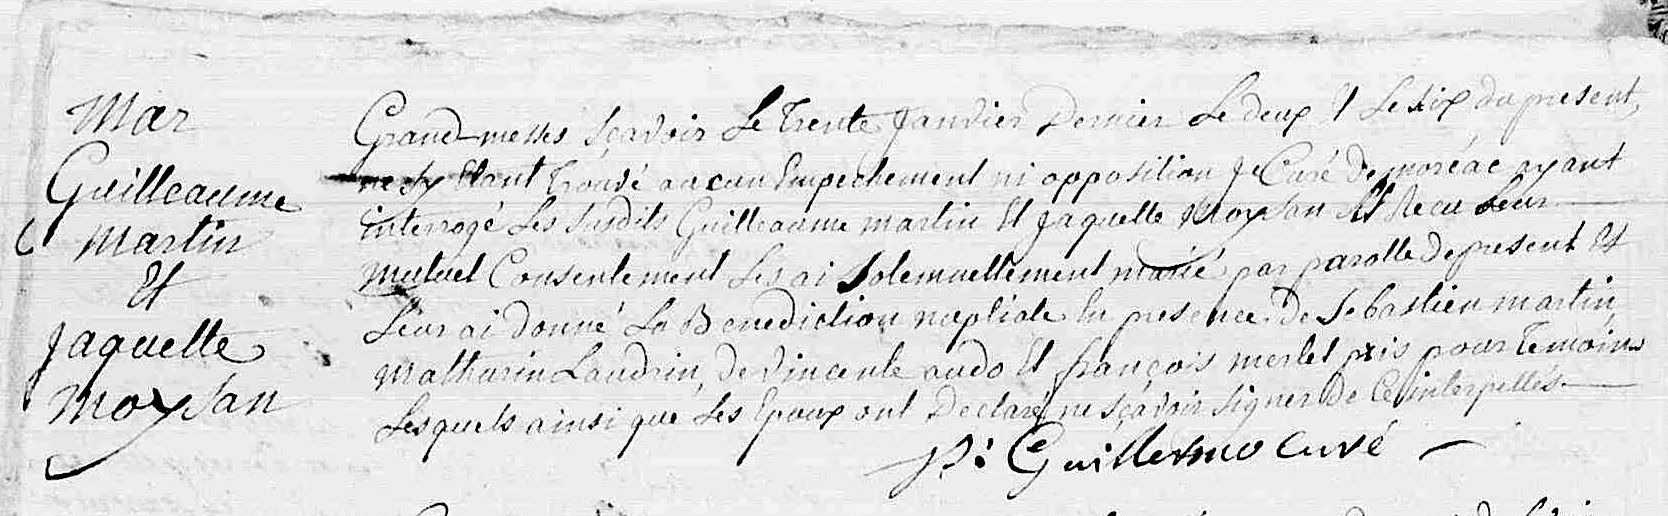 Mar
Guilleaume
Martin
Et
Jaquette
Moysan
Grand messes sçavoir Le Trente Janvier Dernier Le deux Et Le six du present,
ne sy Etant Trouvé aucun Empechement ni opposition Je Curé De moréac ayant
interrogé Les susdits Guilleaume martin Et Jaquette Moysan Et Recu Leur
mutuel Consentement Les ai solemnellement marié par parolle De present Et
Leur ai donné La Benediction nuptiale En presence De Sebastien martin,
Mathurin Landrin, de vincente audo Et françois merlet pris pour Temoins
Lesquels ainsi que Les Epoux ont Declaré ne sçavoir signer De Ce interpellés.
P: Guillermo curé